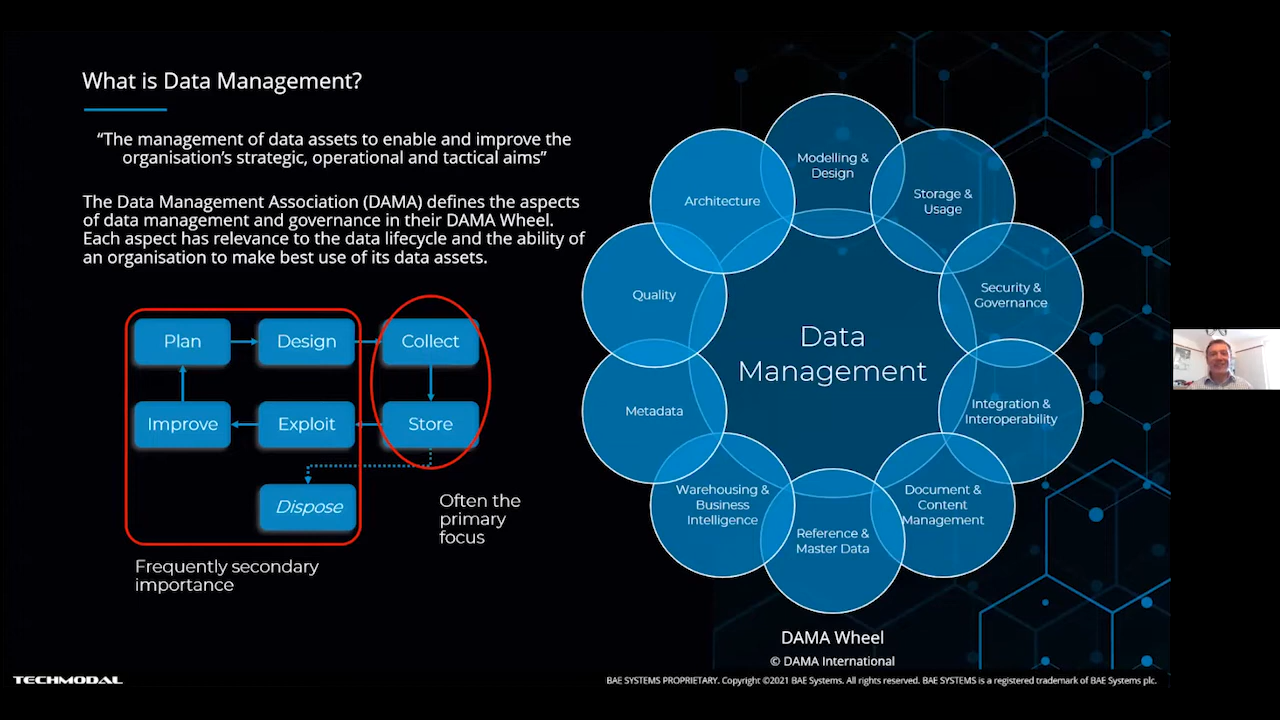 What is Data Management?
“The management of data assets to enable and improve the
organisation’s strategic, operational and tactical aims”
The Data Management Association (DAMA) defines the aspects
of data management and governance in their DAMA Wheel.
Each aspect has relevance to the data lifecycle and the ability of
an organisation to make best use of its data assets.
Plan
Design
Collect
Improve
Exploit
Store
Dispose
Often the
primary
focus
Frequently secondary
importance
Modelling &
Design
Storage &
Usage
Security &
Governance
Integration &
Interoperability
Document &
Content
Management
Reference &
Master Data
Warehousing &
Business
Intelligence
Metadata
Quality
Architecture
Data
Management
DAMA Wheel
© DAMA International
TECHMODAL
BAE SYSTEMS PROPRIETARY. Copyright ©2021 BAE Systems. All rights reserved. BAE SYSTEMS is a registered trademark of BAE Systems plc.